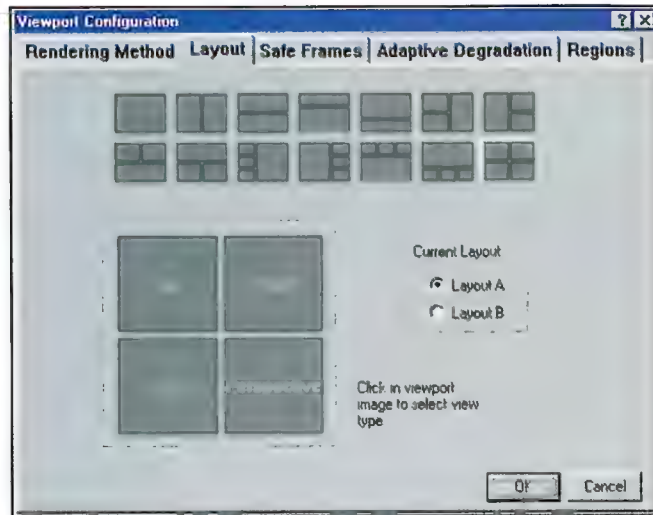 Viewport Configuration
Rendering Method Layout Safe Frames Adaptive Degradation Regions
Current Layout
Layout A
Layout B
Click in viewport
image to select view
type
OK Cancel